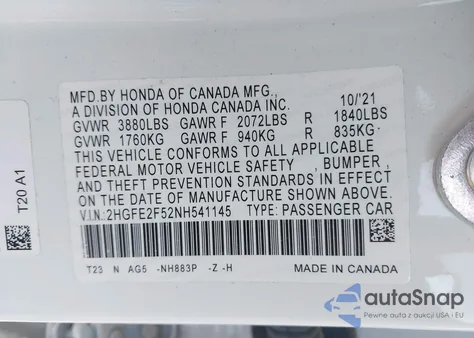 MFD.BY HONDA OF CANADA MFG.,
A DIVISION OF HONDA CANADA INC. 10/'21
GVWR 3880LBS GAWR F 2072LBS R 1840LBS
GVWR 1760KG GAWR F 940KG R 835KG
THIS VEHICLE CONFORMS TO ALL APPLICABLE
FEDERAL MOTOR VEHICLE SAFETY, BUMPER,
AND THEFT PREVENTION STANDARDS IN EFFECT
ON THE DATE OF MANUFACTURE SHOWN ABOVE.
V.I.N:2HGFE2F52NH541145 TYPE: PASSENGER CAR
T23 N AG5 -NH883P -Z -H MADE IN CANADA
T20 A1
autoSnap
Pewne auta z aukcji USA i EU